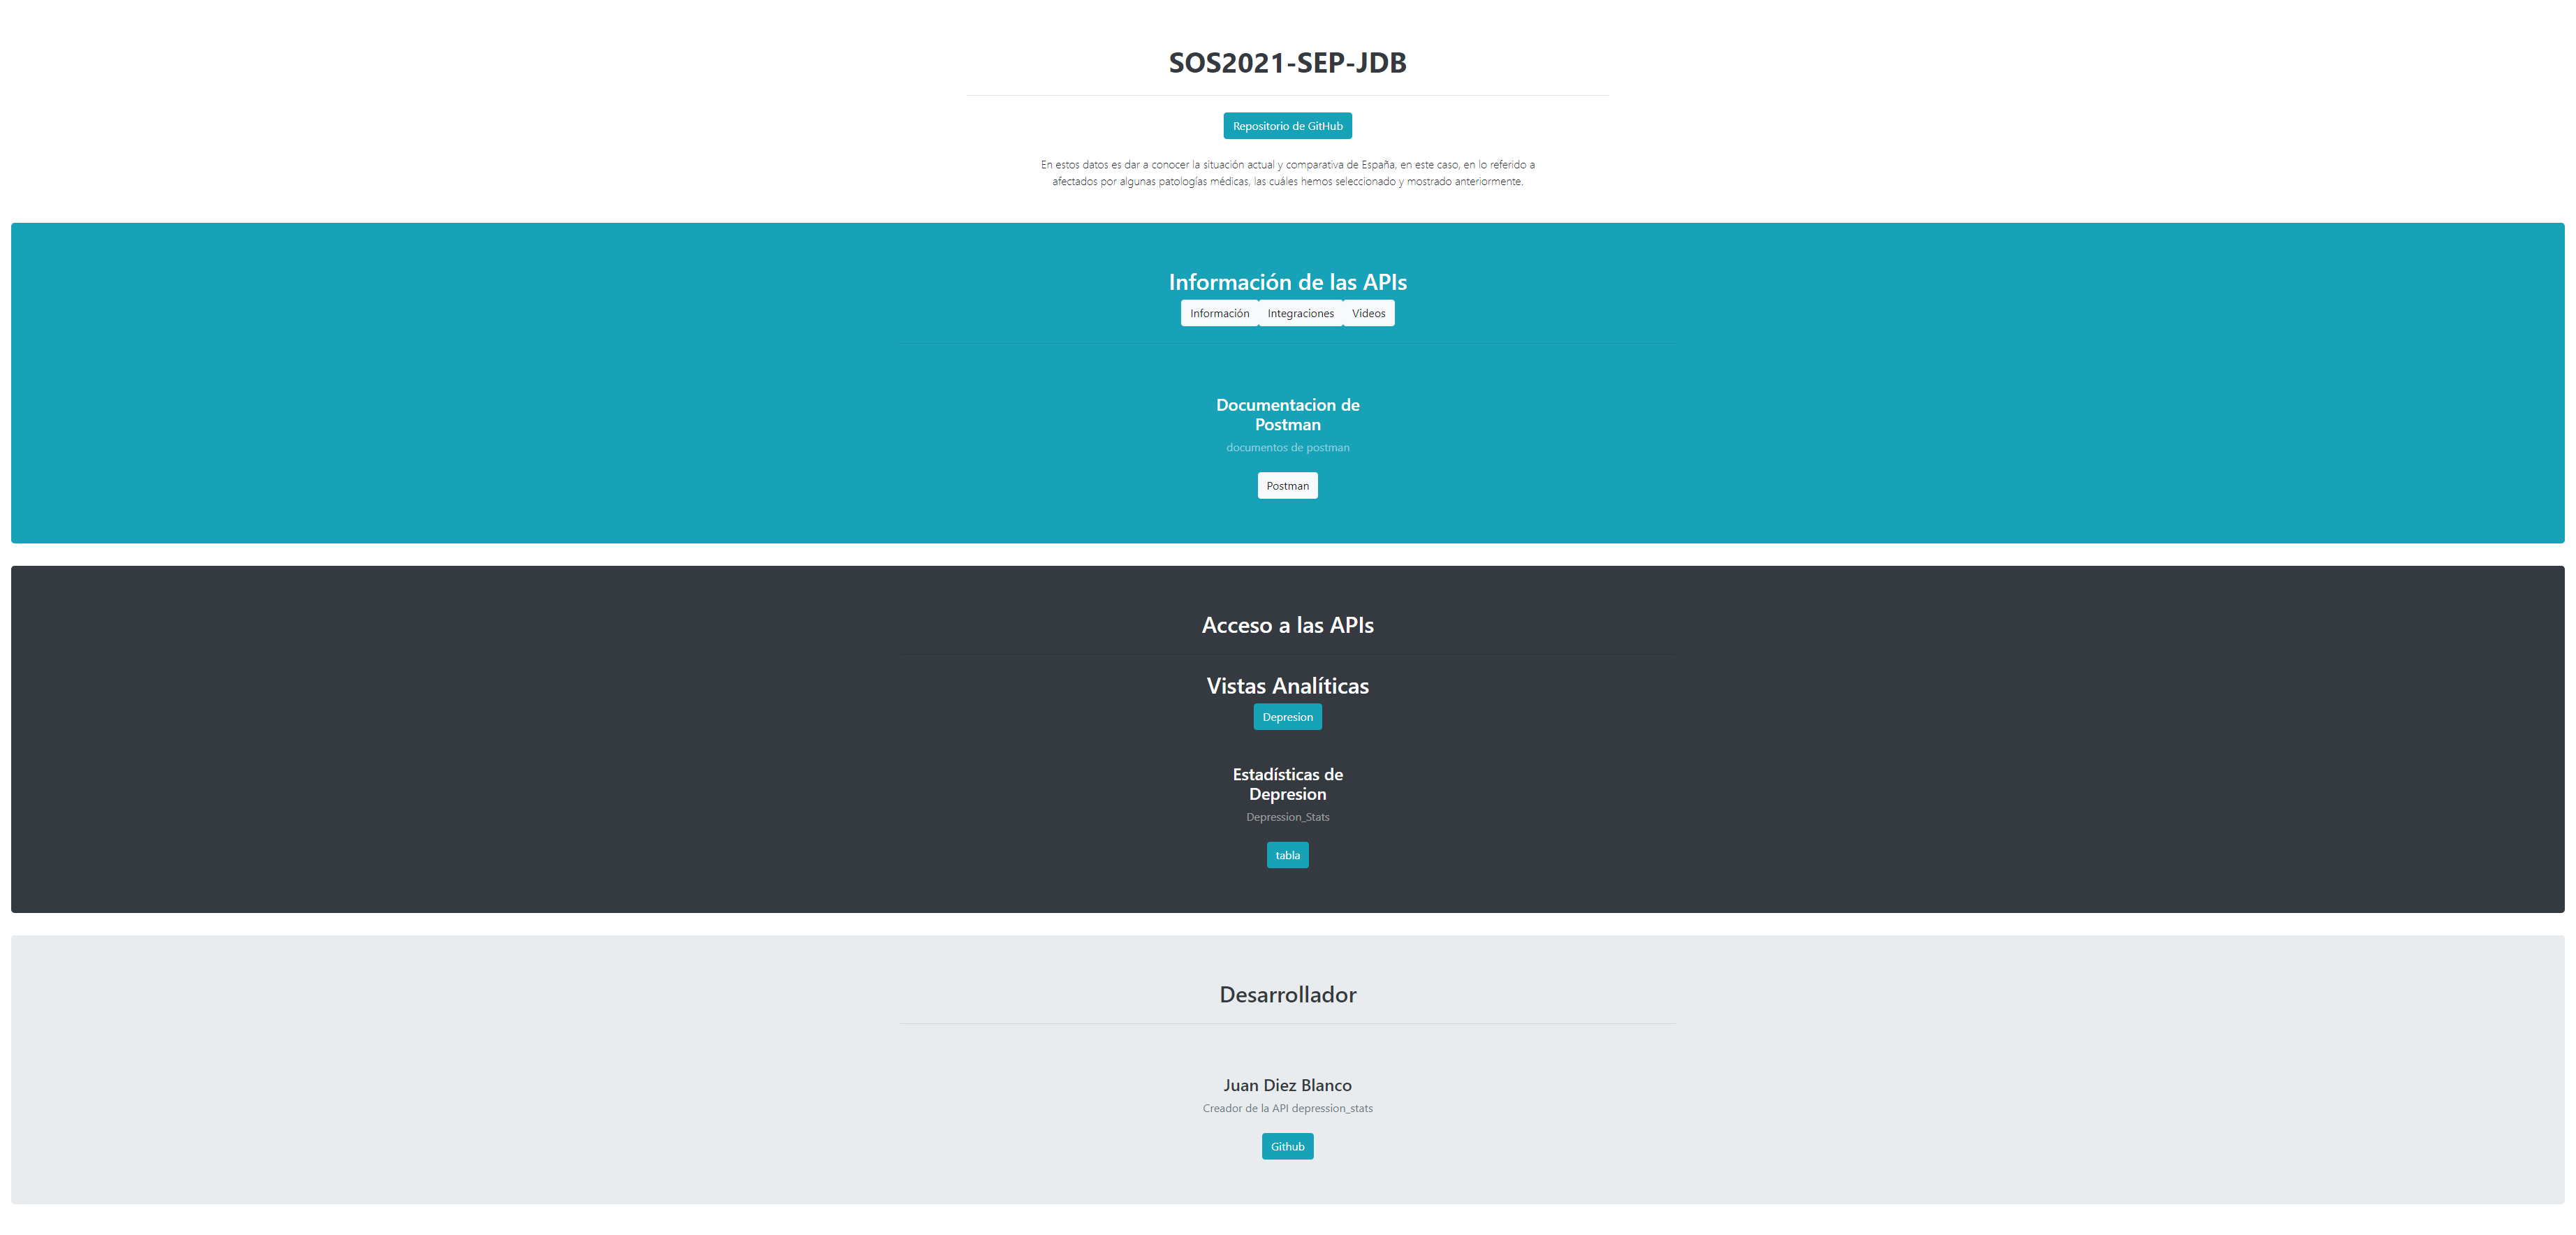 SOS2021-SEP-JDB
Repositorio de GitHub
En estos datos es dar a conocer la situación actual y comparativa de España, en este caso, en lo referido a
afectados por algunas patologías médicas, las cuáles hemos seleccionado y mostrado anteriormente.
Información de las APIs
Información Integraciones Videos
Documentacion de
Postman
documentos de postman
Postman
Acceso a las APIs
Vistas Analíticas
Depresion
Estadísticas de
Depresion
Depression_Stats
tabla
Desarrollador
Juan Diez Blanco
Creador de la API depression_stats
Github